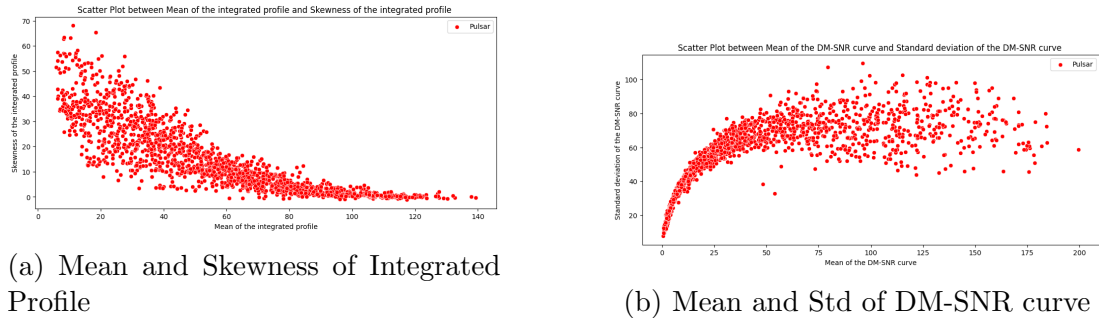 Scatter Plot between Mean of the integrated profile and Skewness of the integrated profile
Pulsar
70
60
50
40
30
20
10
0
Skewness of the integrated profile
0 20 40 60 80 100 120 140
Mean of the integrated profile
(a) Mean and Skewness of Integrated
Profile
Scatter Plot between Mean of the DM-SNR curve and Standard deviation of the DM-SNR curve
Pulsar
100
80
60
40
20
Standard deviation of the DM-SNR curve
0 25 50 75 100 125 150 175 200
Mean of the DM-SNR curve
(b) Mean and Std of DM-SNR curve